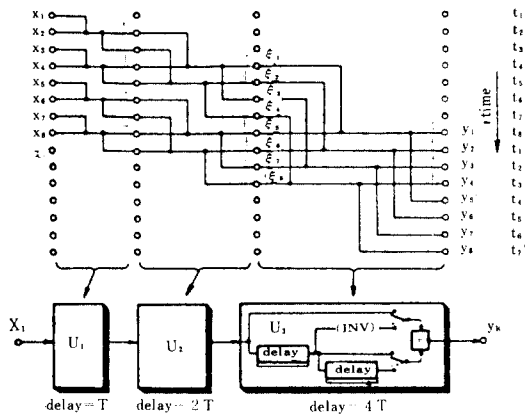 X₁ t₁
X₂ t₂
X₃ t₃
X₄ ξ₁ t₄
X₅ ξ₂ t₅
X₆ ξ₃ t₆
X₇ ξ₄ t₇
X₈ ξ₅ y₁ t₈
ξ₆ y₂ t₁
ξ₇ y₃ t₂
ξ₈ y₄ t₃
y₅ t₄
y₆ t₅
y₇ t₆
y₈ t₇
time
X₁
U₁
U₂
U₃
(INV)
delay
delay
yₖ
delay=T
delay=2T
delay=4T